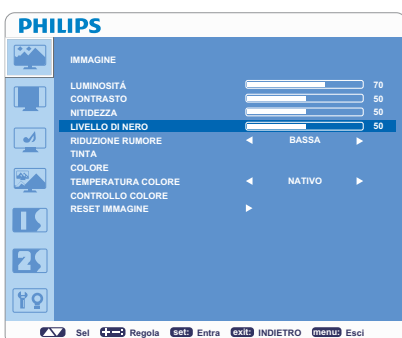 PHILIPS
IMMAGINE
LUMINOSITÁ 70
CONTRASTO 50
NITIDEZZA 50
LIVELLO DI NERO 50
RIDUZIONE RUMORE BASSA
TINTA
COLORE
TEMPERATURA COLORE NATIVO
CONTROLLO COLORE
RESET IMMAGINE
Sel Regola set: Entra exit: INDIETRO menu: Esci